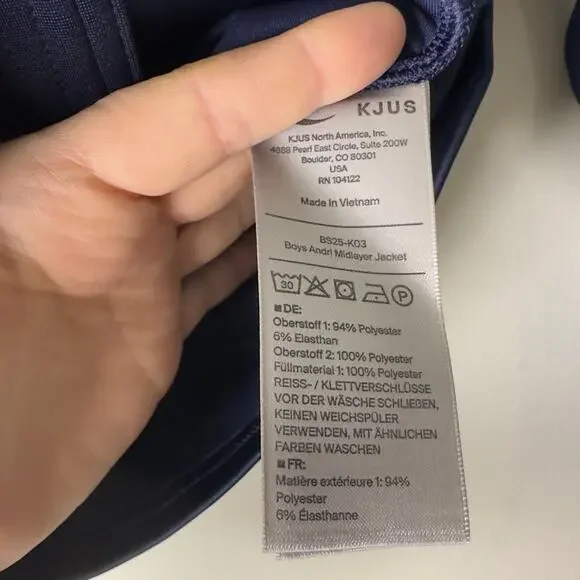 KJUS
KJUS North America, Inc.
4888 Pearl East Circle, Suite 200W
Boulder, CO 80301
USA
RN 104122
Made in Vietnam
BS25-K03
Boys Andri Midlayer Jacket
30
P
DE:
Oberstoff 1: 94% Polyester
6% Elasthan
Oberstoff 2: 100% Polyester
Füllmaterial 1: 100% Polyester
REISS- / KLETTVERSCHLÜSSE
VOR DER WÄSCHE SCHLIEßEN,
KEINEN WEICHSPÜLER
VERWENDEN, MIT ÄHNLICHEN
FARBEN WASCHEN
FR:
Matière extérieure 1: 94%
Polyester
6% Élasthanne